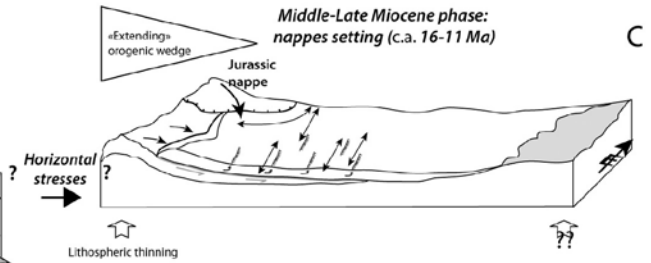 Middle-Late Miocene phase:
nappes setting (c.a. 16-11 Ma)
C
«Extending»
orogenic wedge
Jurassic
nappe
? Horizontal ?
stresses
Lithospheric thinning
??